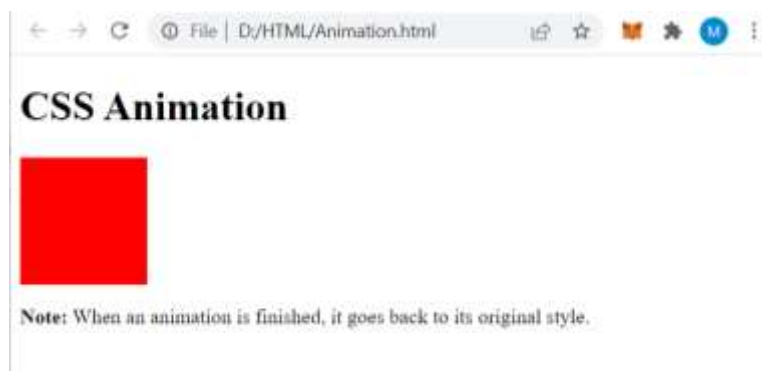 File | D:/HTML/Animation.html M
CSS Animation
Note: When an animation is finished, it goes back to its original style.